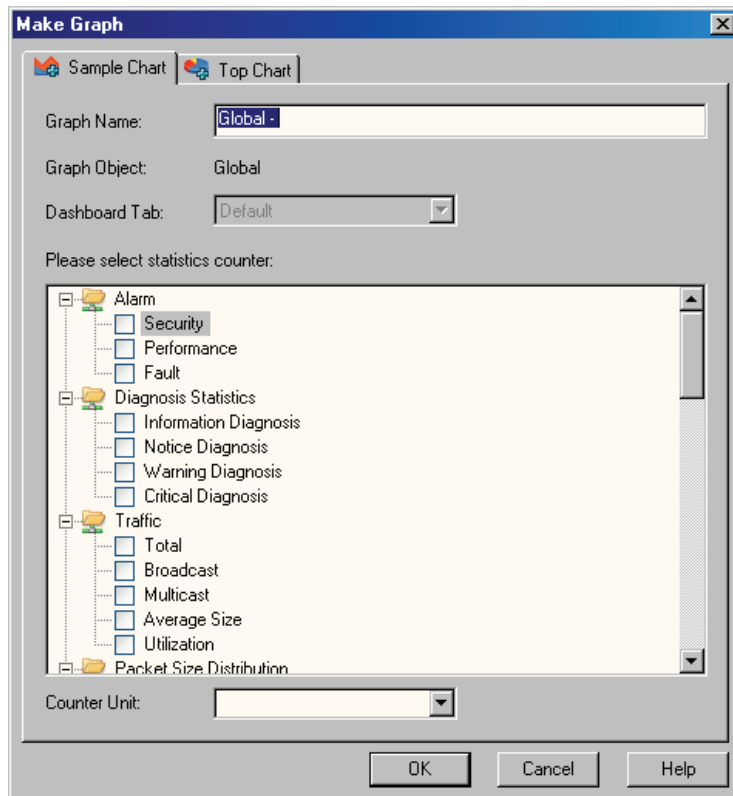 Make Graph
Sample Chart
Top Chart
Graph Name: Global -
Graph Object: Global
Dashboard Tab: Default
Please select statistics counter:
Alarm
Security
Performance
Fault
Diagnosis Statistics
Information Diagnosis
Notice Diagnosis
Warning Diagnosis
Critical Diagnosis
Traffic
Total
Broadcast
Multicast
Average Size
Utilization
Packet Size Distribution
Counter Unit:
OK Cancel Help